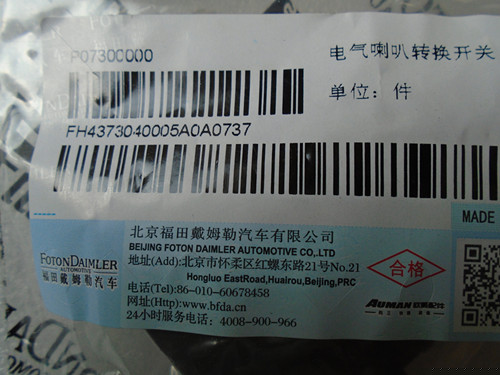 P07300000
电气喇叭转换开关
单位: 件
FH4373040005A0A0737
MADE
FOTON DAIMLER
AUTOMOTIVE
福田戴姆勒汽车
北京福田戴姆勒汽车有限公司
BEIJING FOTON DAIMLER AUTOMOTIVE CO,.LTD
地址(Add):北京市怀柔区红螺东路21号No.21
Hongluo EastRoad,Huairou,Beijing,PRC
电话(Tel):86-010-60678458
网址(Http):www.bfda.cn
24小时服务电话: 4008-900-966
合格
AUMAN 欧曼